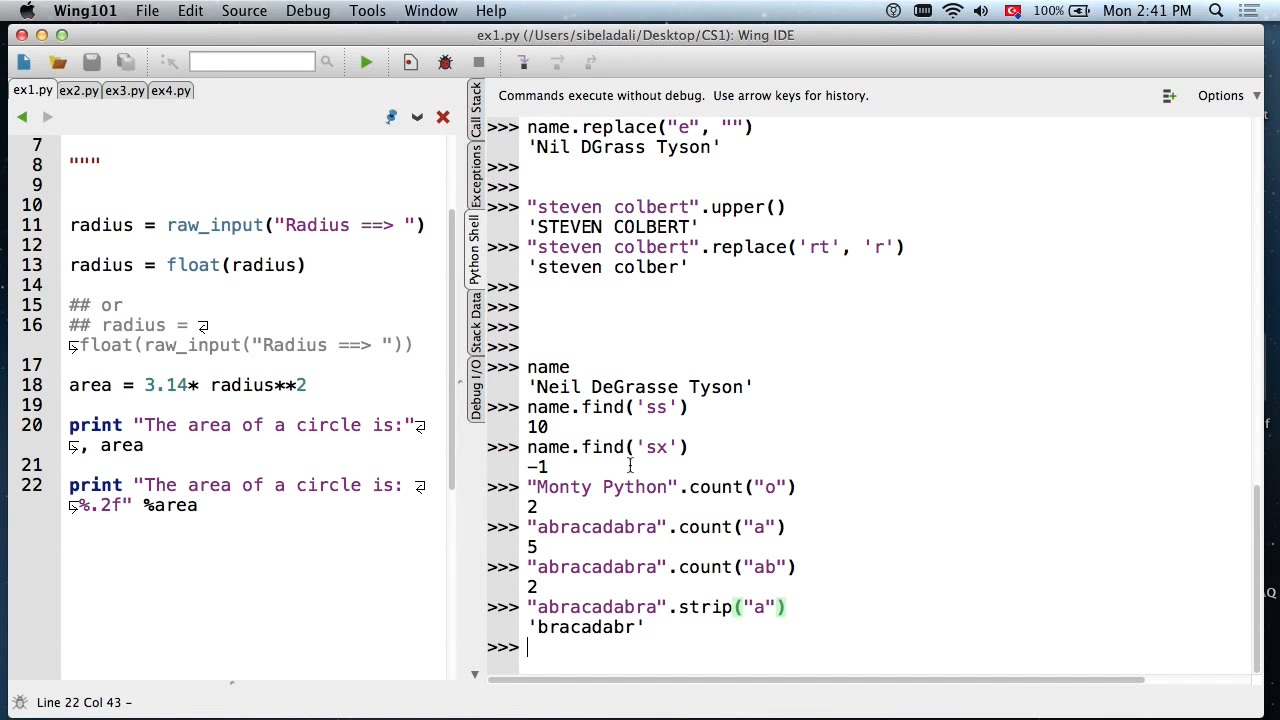 Wing101 File Edit Source Debug Tools Window Help 100% Mon 2:41 PM
ex1.py (/Users/sibeladali/Desktop/CS1): Wing IDE
ex1.py ex2.py ex3.py ex4.py
7
8 """
9
10
11 radius = raw_input("Radius ==> ")
12
13 radius = float(radius)
14
15 ## or
16 ## radius =
float(raw_input("Radius ==> "))
17
18 area = 3.14* radius**2
19
20 print "The area of a circle is:"
, area
21
22 print "The area of a circle is:
%.2f" %area
Line 22 Col 43 –
Call Stack
Exceptions
Python Shell
Stack Data
Debug I/O
Commands execute without debug. Use arrow keys for history. Options
>>> name.replace("e", "")
'Nil DGrass Tyson'
>>>
>>>
>>> "steven colbert".upper()
'STEVEN COLBERT'
>>> "steven colbert".replace('rt', 'r')
'steven colber'
>>>
>>>
>>>
>>>
>>> name
'Neil DeGrasse Tyson'
>>> name.find('ss')
10
>>> name.find('sx')
-1
>>> "Monty Python".count("o")
2
>>> "abracadabra".count("a")
5
>>> "abracadabra".count("ab")
2
>>> "abracadabra".strip("a")
'bracadabr'
>>>